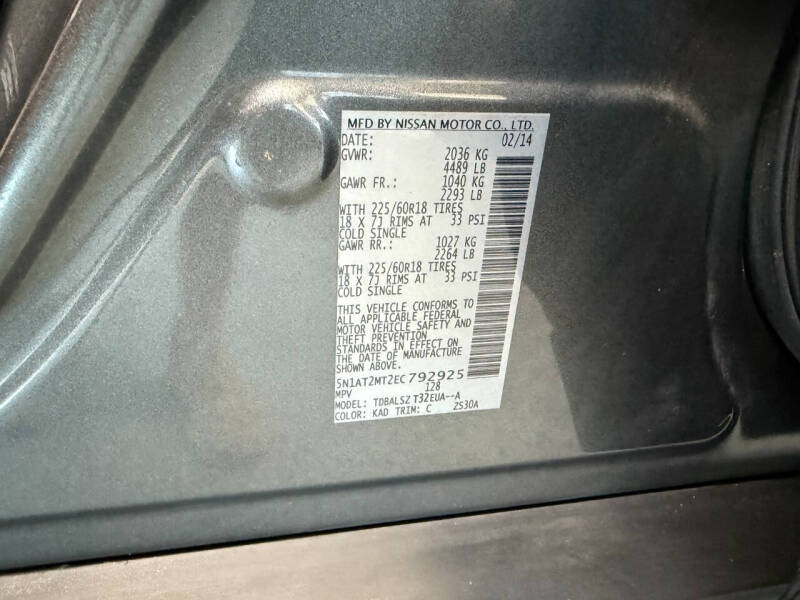 MFD BY NISSAN MOTOR CO., LTD.
DATE: 02/14
GVWR: 2036 KG
4489 LB
GAWR FR.: 1040 KG
2293 LB
WITH 225/60R18 TIRES
18 X 7J RIMS AT 33 PSI
COLD SINGLE
GAWR RR.: 1027 KG
2264 LB
WITH 225/60R18 TIRES
18 X 7J RIMS AT 33 PSI
COLD SINGLE
THIS VEHICLE CONFORMS TO
ALL APPLICABLE FEDERAL
MOTOR VEHICLE SAFETY AND
THEFT PREVENTION
STANDARDS IN EFFECT ON
THE DATE OF MANUFACTURE
SHOWN ABOVE.
5N1AT2MT2EC792925
MPV 128
MODEL: TDBALSZ T32EUA--A
COLOR: KAD TRIM: C 2S30A